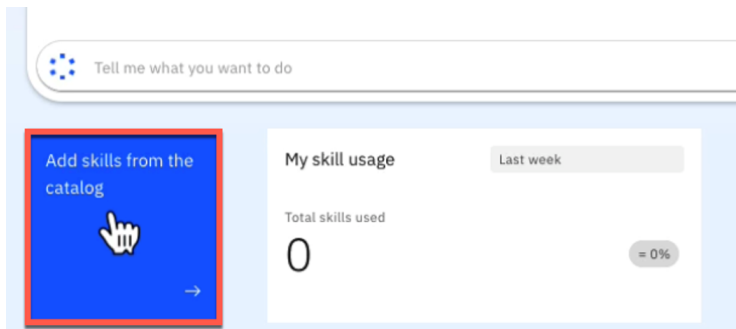 Tell me what you want to do
Add skills from the
catalog
My skill usage
Last week
Total skills used
0
= 0%